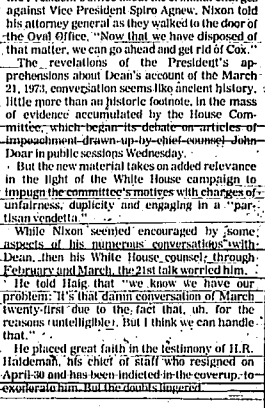 against Vice President Spiro Agnew. Nixon told
his attorney general as they walked to the door of
the Oval Office, "Now that we have disposed of
that matter, we can go ahead and get rid of Cox."
The revelations of the President's ap-
prehensions about Dean's account of the March
21, 1973, conversation seems like ancient history,
little more than an historic footnote, in the mass
of evidence accumulated by the House Com-
mittee, which began its debate on articles of
impeachment drawn up by chief counsel John
Doar in public sessions Wednesday.
But the new material takes on added relevance
in the light of the White House campaign to
impugn the committee's motives with charges of
unfairness, duplicity and engaging in a "par-
tisan vendetta."
While Nixon seemed encouraged by some
aspects of his numerous conversations with
Dean, then his White House counsel, through
February and March, the 21st talk worried him.
He told Haig that "we know we have our
problem: It's that damn conversation of March
twenty-first due to the fact that, uh, for the
reasons (untelligible). But I think we can handle
that."
He placed great faith in the testimony of H.R.
Haldeman, his chief of staff who resigned on
April 30 and has been indicted in the coverup, to
exonerate him. But the doubts lingered.